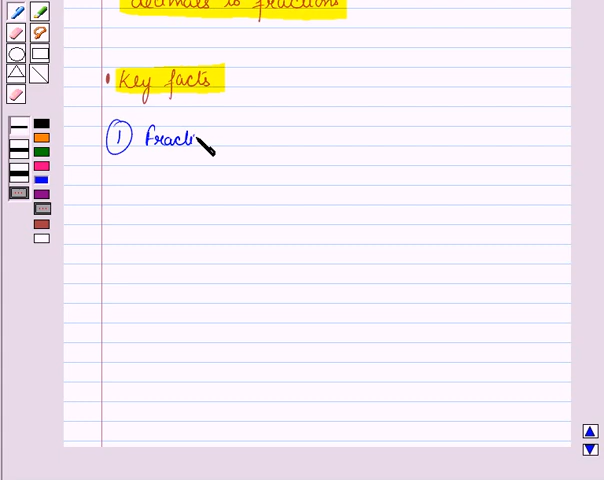 decimals to fractions
Key facts
① Fracti